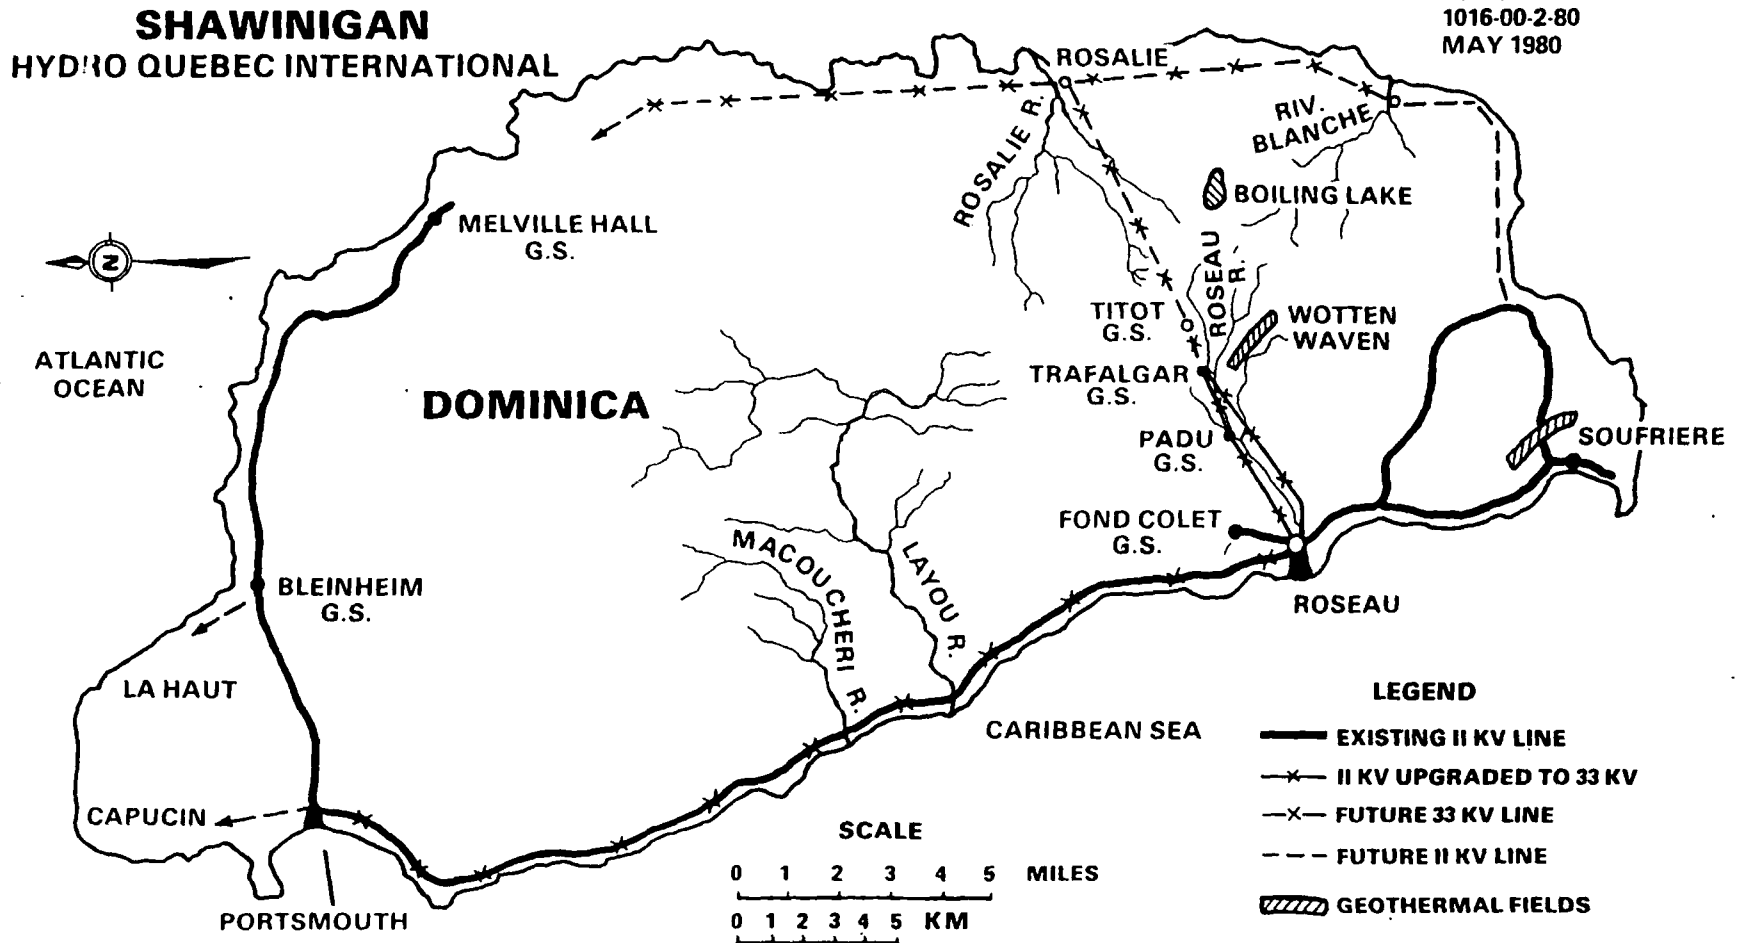 SHAWINIGAN
HYDRO QUEBEC INTERNATIONAL
1016-00-2-80
MAY 1980
ROSALIE
ROSALIE R.
RIV.
BLANCHE
BOILING LAKE
MELVILLE HALL
G.S.
N
ATLANTIC
OCEAN
DOMINICA
ROSEAU
R.
TITOT
G.S.
WOTTEN
WAVEN
TRAFALGAR
G.S.
PADU
G.S.
SOUFRIERE
FOND COLET
G.S.
MACOUCHERI R.
LAYOU R.
BLEINHEIM
G.S.
ROSEAU
LA HAUT
CARIBBEAN SEA
CAPUCIN
PORTSMOUTH
SCALE
0 1 2 3 4 5 MILES
0 1 2 3 4 5 KM
LEGEND
EXISTING II KV LINE
II KV UPGRADED TO 33 KV
FUTURE 33 KV LINE
FUTURE II KV LINE
GEOTHERMAL FIELDS